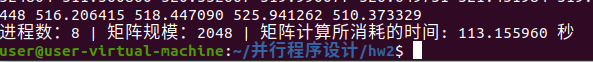 448 516.206415 518.447090 525.941262 510.373329
进程数：8 | 矩阵规模：2048 | 矩阵计算所消耗的时间：113.155960 秒
user@user-virtual-machine:~/并行程序设计/hw2$